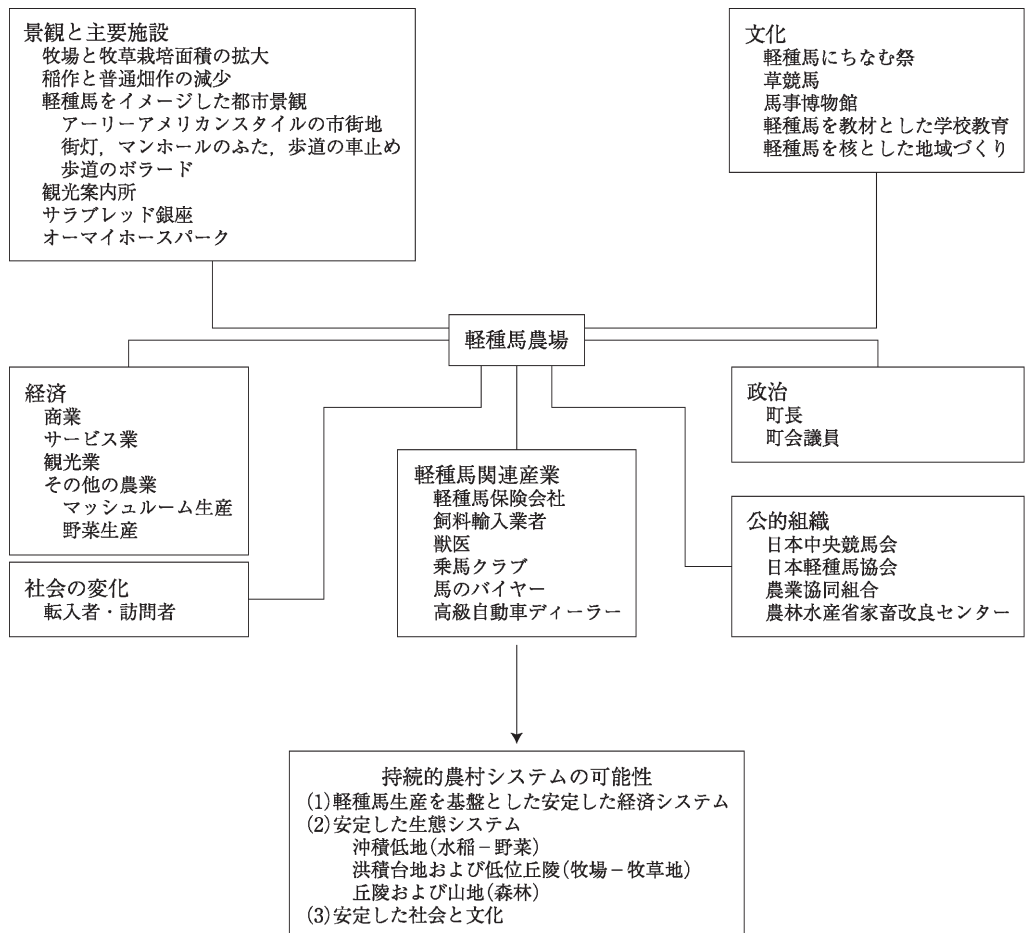 景観と主要施設
牧場と牧草栽培面積の拡大
稲作と普通畑作の減少
軽種馬をイメージした都市景観
アーリーアメリカンスタイルの市街地
街灯，マンホールのふた，歩道の車止め
歩道のボラード
観光案内所
サラブレッド銀座
オーマイホースパーク
文化
軽種馬にちなむ祭
草競馬
馬事博物館
軽種馬を教材とした学校教育
軽種馬を核とした地域づくり
軽種馬農場
経済
商業
サービス業
観光業
その他の農業
マッシュルーム生産
野菜生産
政治
町長
町会議員
軽種馬関連産業
軽種馬保険会社
飼料輸入業者
獣医
乗馬クラブ
馬のバイヤー
高級自動車ディーラー
公的組織
日本中央競馬会
日本軽種馬協会
農業協同組合
農林水産省家畜改良センター
社会の変化
転入者・訪問者
持続的農村システムの可能性
(1)軽種馬生産を基盤とした安定した経済システム
(2)安定した生態システム
沖積低地(水稲－野菜)
洪積台地および低位丘陵(牧場－牧草地)
丘陵および山地(森林)
(3)安定した社会と文化